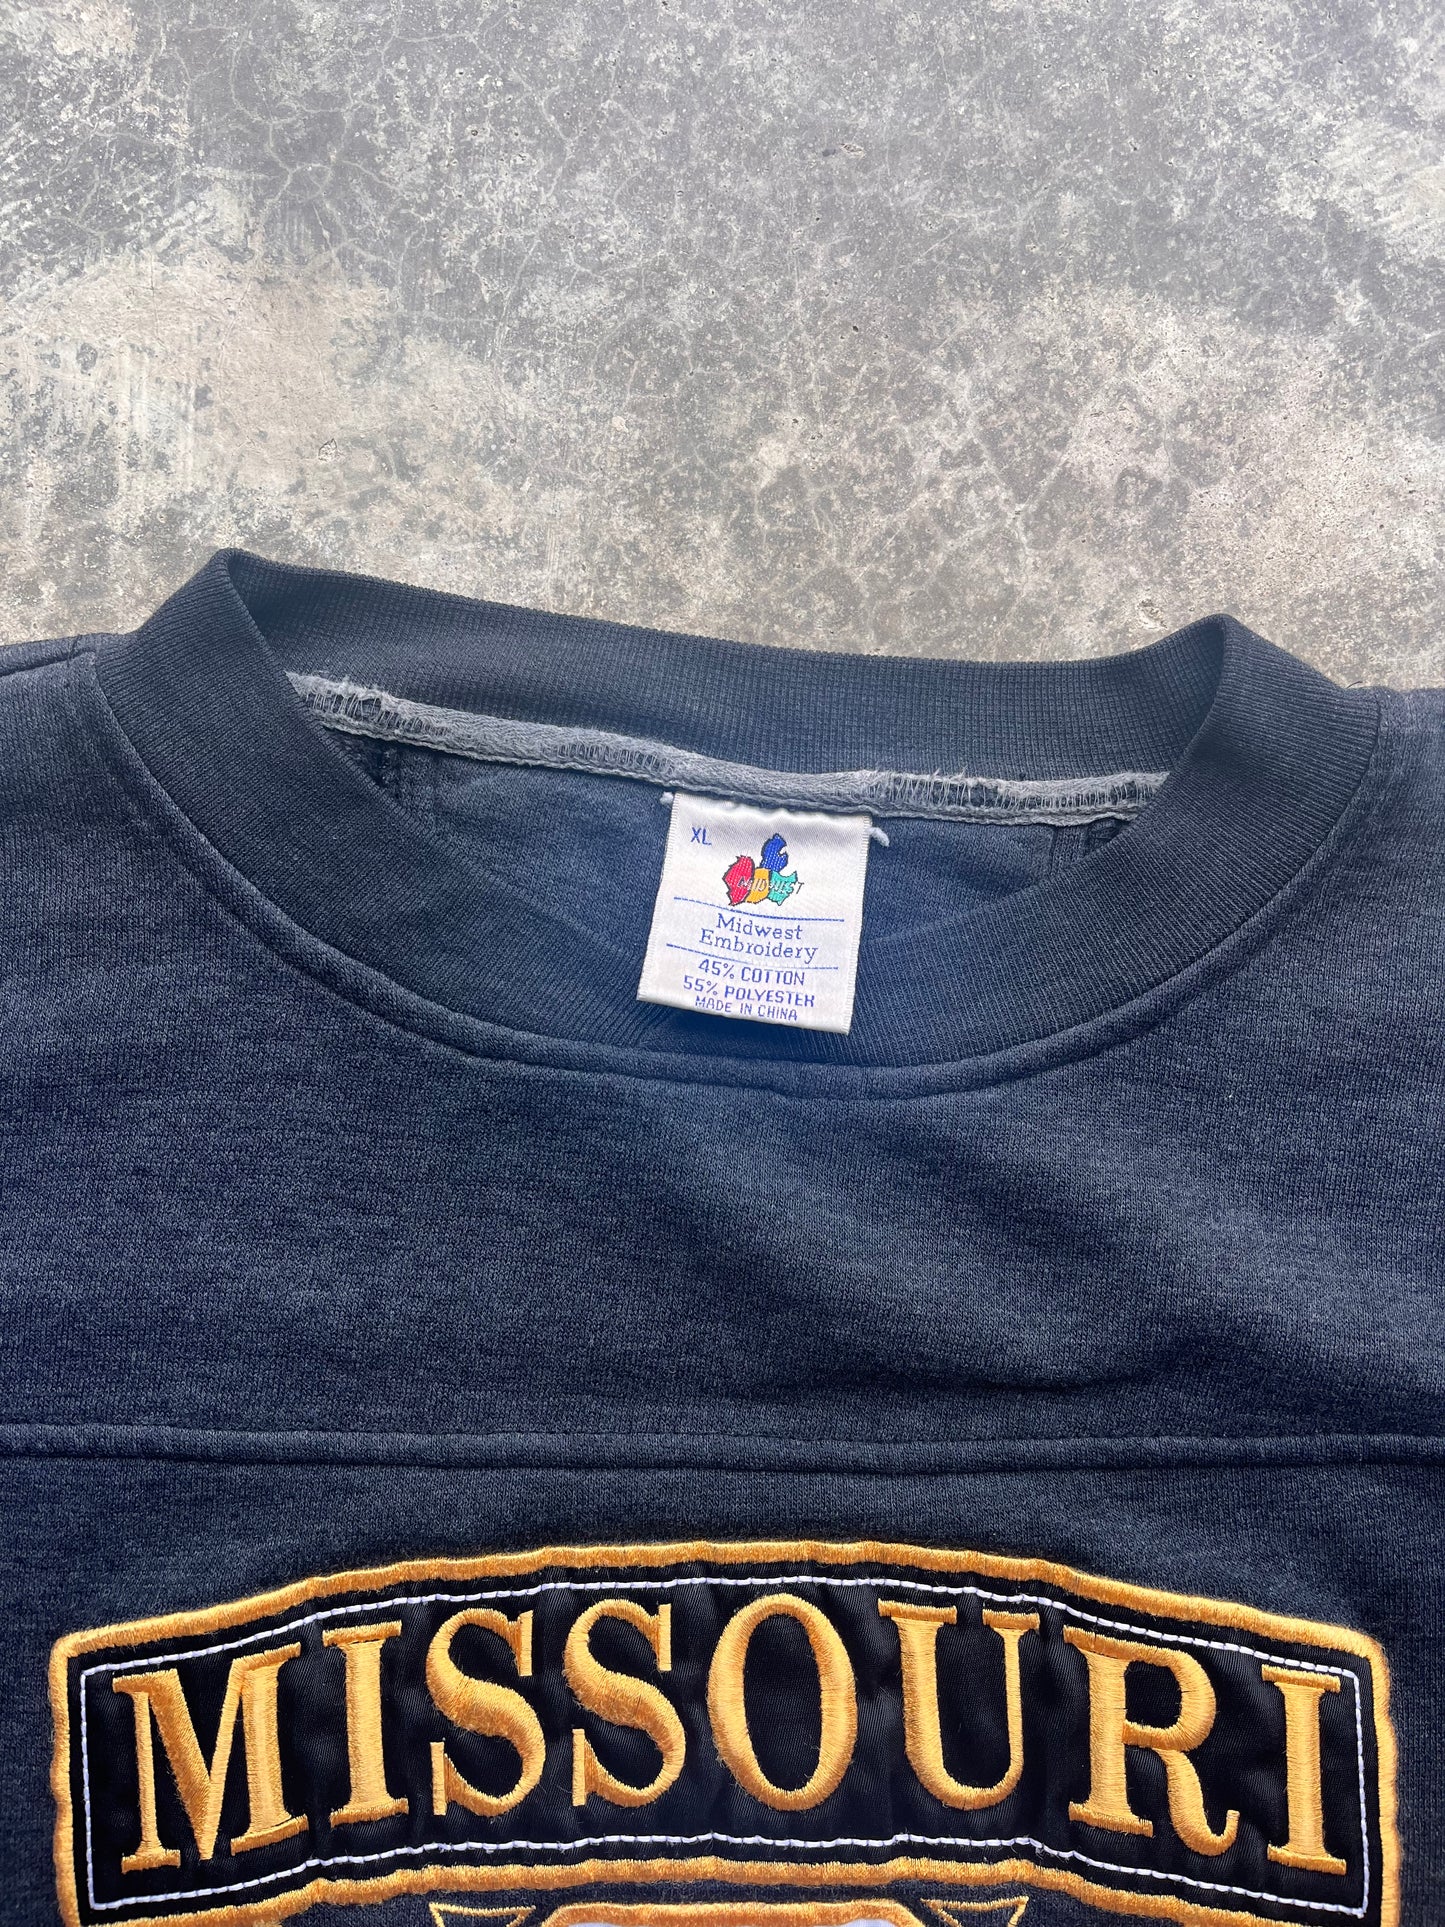 XL
MIDWEST
Midwest
Embroidery
45% COTTON
55% POLYESTER
MADE IN CHINA
MISSOURI